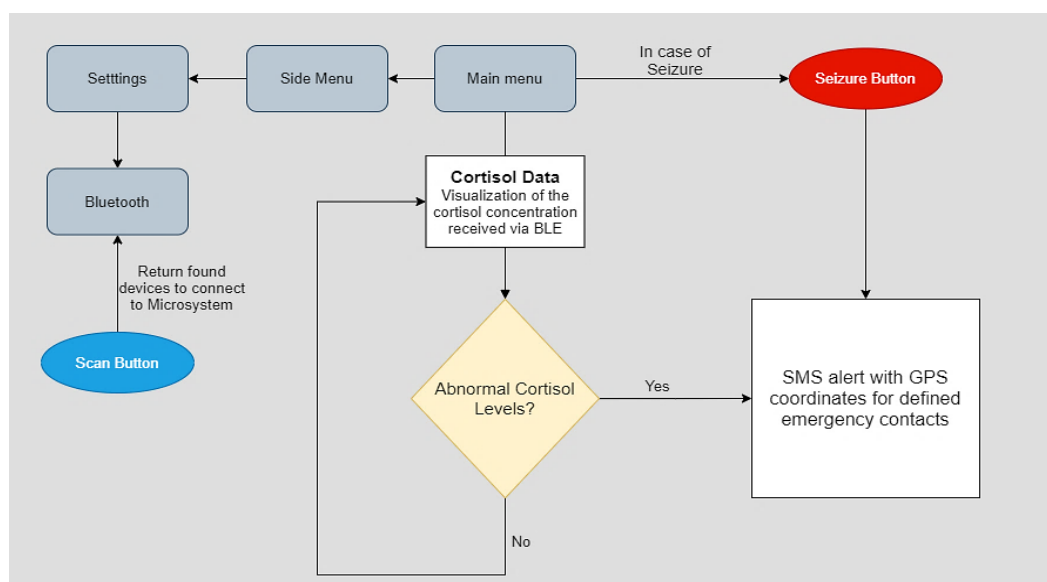 Setttings
Side Menu
Main menu
In case of
Seizure
Seizure Button
Bluetooth
Cortisol Data
Visualization of the
cortisol concentration
received via BLE
Return found
devices to connect
to Microsystem
Scan Button
Abnormal Cortisol
Levels?
Yes
SMS alert with GPS
coordinates for defined
emergency contacts
No